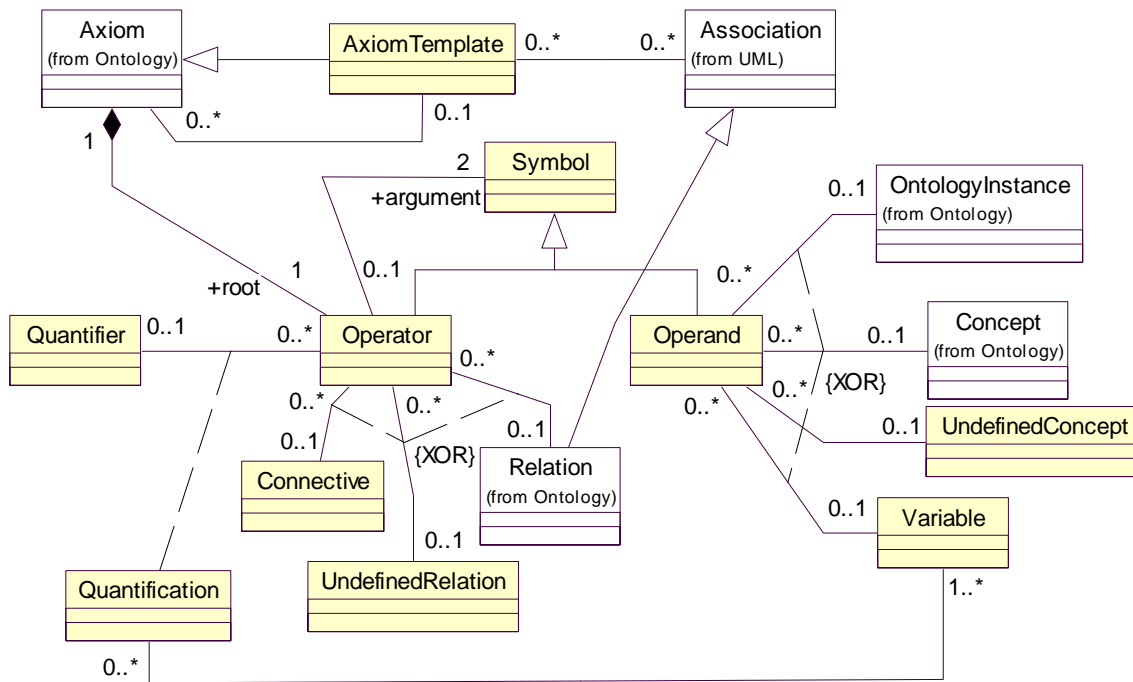 Axiom
(from Ontology)
AxiomTemplate
0..*
0..*
Association
(from UML)
0..*
0..1
1
2
+argument
Symbol
0..1
OntologyInstance
(from Ontology)
0..1
0..*
1
+root
Quantifier
0..1
0..*
Operator
0..*
Operand
0..*
0..1
Concept
(from Ontology)
{XOR}
0..*
0..*
0..*
0..*
0..1
UndefinedConcept
0..1
{XOR}
0..1
Connective
Relation
(from Ontology)
0..1
Variable
0..1
UndefinedRelation
Quantification
1..*
0..*